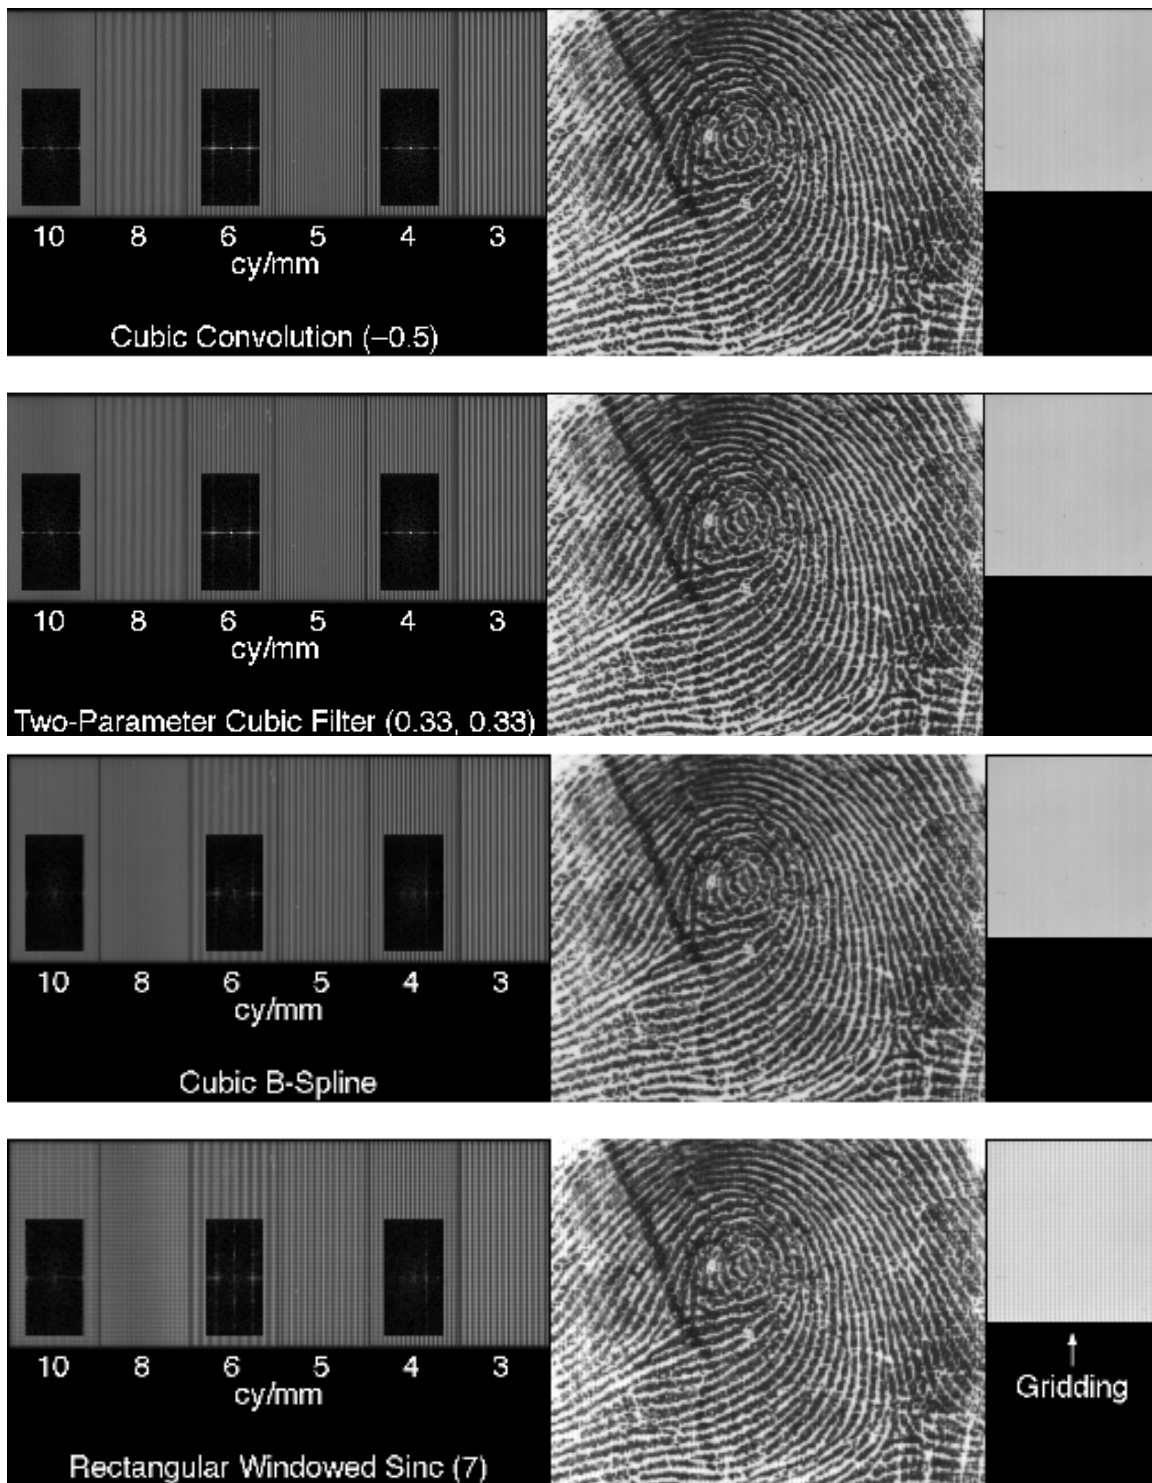 10 8 6 5 4 3
cy/mm
Cubic Convolution (–0.5)
10 8 6 5 4 3
cy/mm
Two-Parameter Cubic Filter (0.33, 0.33)
10 8 6 5 4 3
cy/mm
Cubic B-Spline
10 8 6 5 4 3
cy/mm
Gridding
Rectangular Windowed Sinc (7)